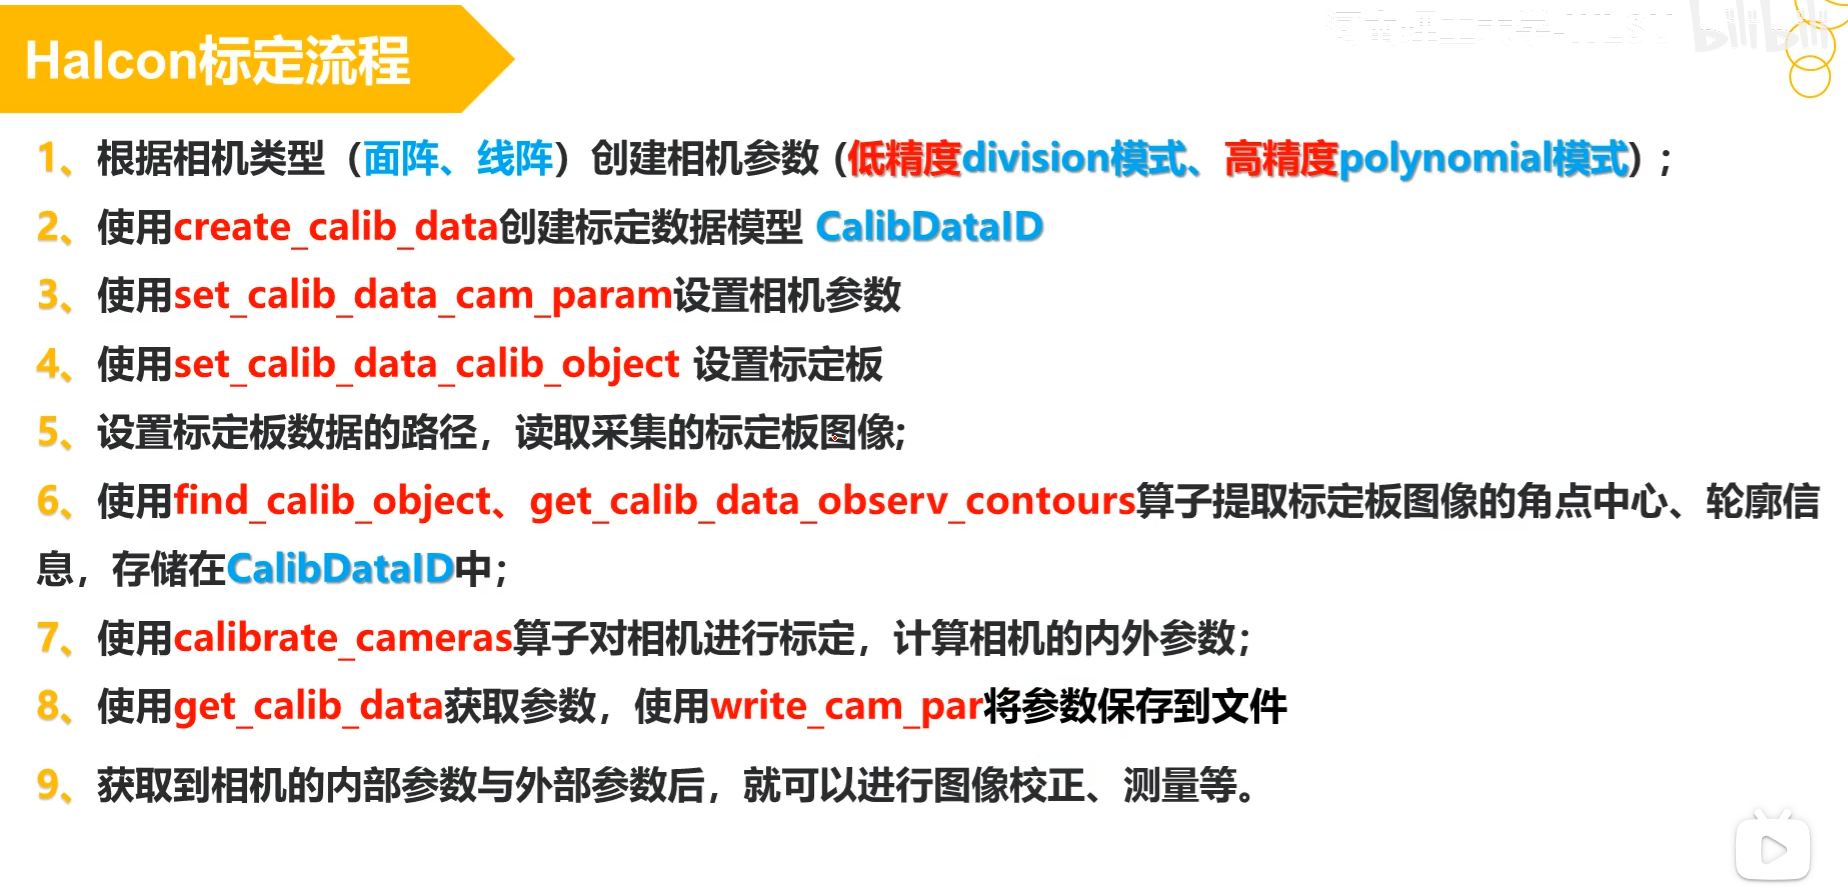 Halcon标定流程
bilibili
1、根据相机类型（面阵、线阵）创建相机参数 (低精度division模式、高精度polynomial模式）;
2、使用create_calib_data创建标定数据模型 CalibDataID
3、使用set_calib_data_cam_param设置相机参数
4、使用set_calib_data_calib_object 设置标定板
5、设置标定板数据的路径，读取采集的标定板图像;
6、使用find_calib_object、get_calib_data_observ_contours算子提取标定板图像的角点中心、轮廓信
息，存储在CalibDataID中；
7、使用calibrate_cameras算子对相机进行标定，计算相机的内外参数；
8、使用get_calib_data获取参数，使用write_cam_par将参数保存到文件
9、获取到相机的内部参数与外部参数后，就可以进行图像校正、测量等。